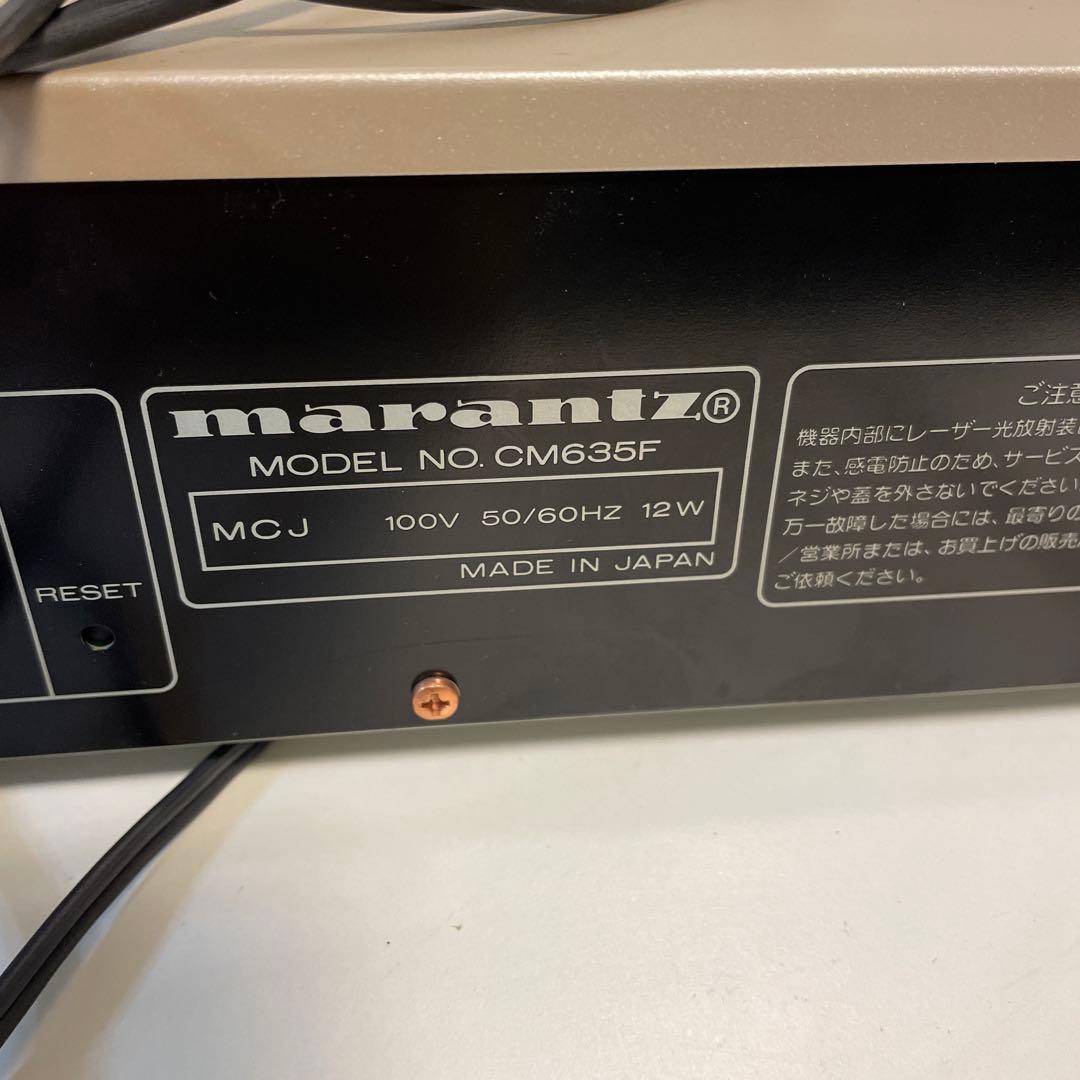 marantz®
MODEL NO. CM635F
MCJ 100V 50/60HZ 12W
MADE IN JAPAN
RESET
ご注意
機器内部にレーザー光放射装
また、感電防止のため、サービス
ネジや蓋を外さないでください
万一故障した場合には、最寄りの
／営業所または、お買上げの販売
ご依頼ください。